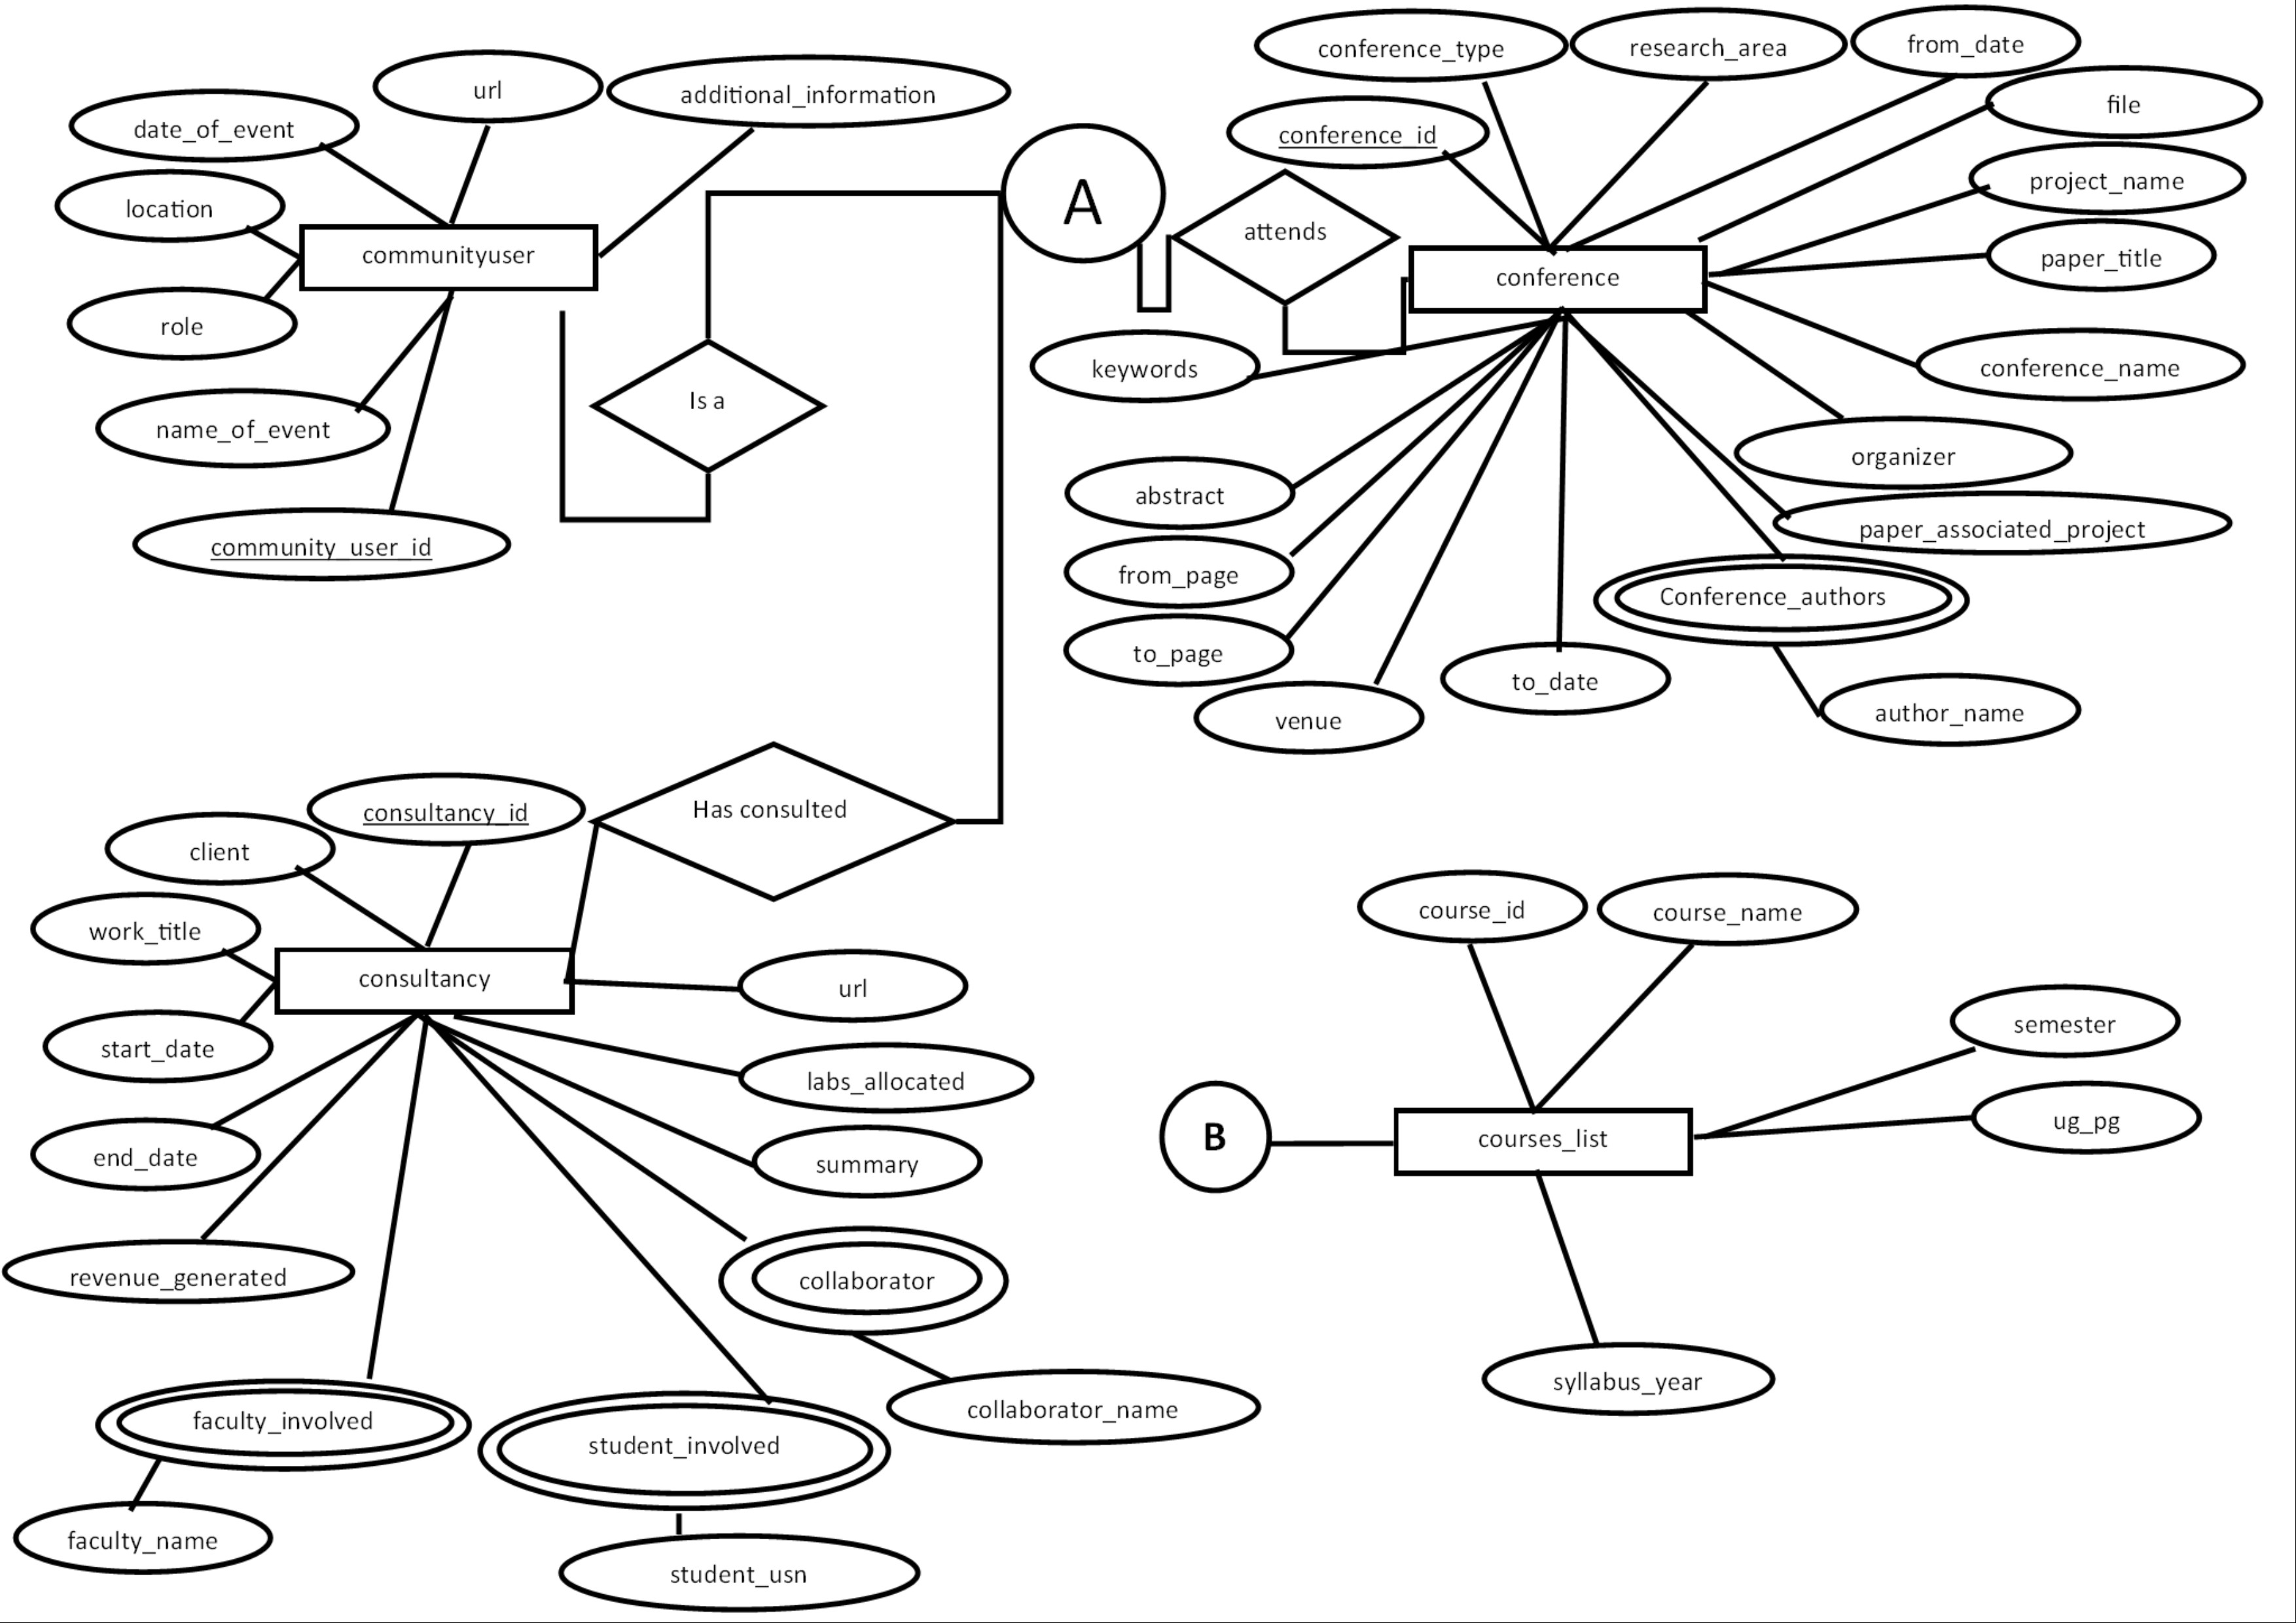 url
additional_information
date_of_event
location
communityuser
role
name_of_event
community_user_id
Is a
A
attends
conference_type
research_area
from_date
file
conference_id
project_name
paper_title
conference
keywords
conference_name
organizer
abstract
paper_associated_project
from_page
Conference_authors
to_page
to_date
venue
author_name
Has consulted
consultancy_id
client
work_title
consultancy
url
start_date
labs_allocated
end_date
summary
revenue_generated
collaborator
collaborator_name
faculty_involved
student_involved
faculty_name
student_usn
course_id
course_name
semester
ug_pg
B
courses_list
syllabus_year